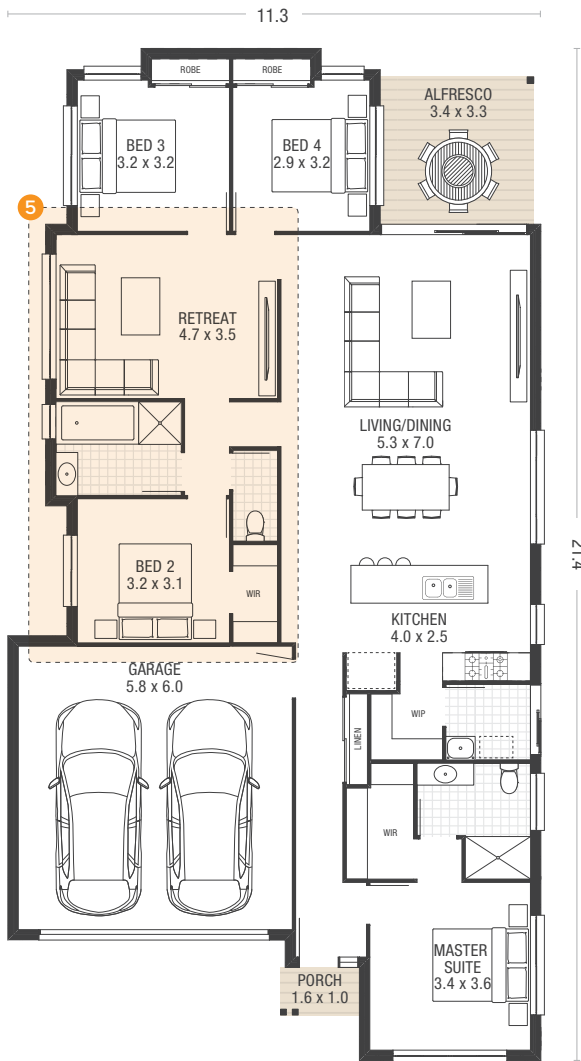 11.3
ROBE
ROBE
ALFRESCO
3.4 x 3.3
BED 3
3.2 x 3.2
BED 4
2.9 x 3.2
5
RETREAT
4.7 x 3.5
LIVING/DINING
5.3 x 7.0
21.4
BED 2
3.2 x 3.1
WIR
KITCHEN
4.0 x 2.5
GARAGE
5.8 x 6.0
WIP
LINEN
WIR
MASTER
SUITE
3.4 x 3.6
PORCH
1.6 x 1.0